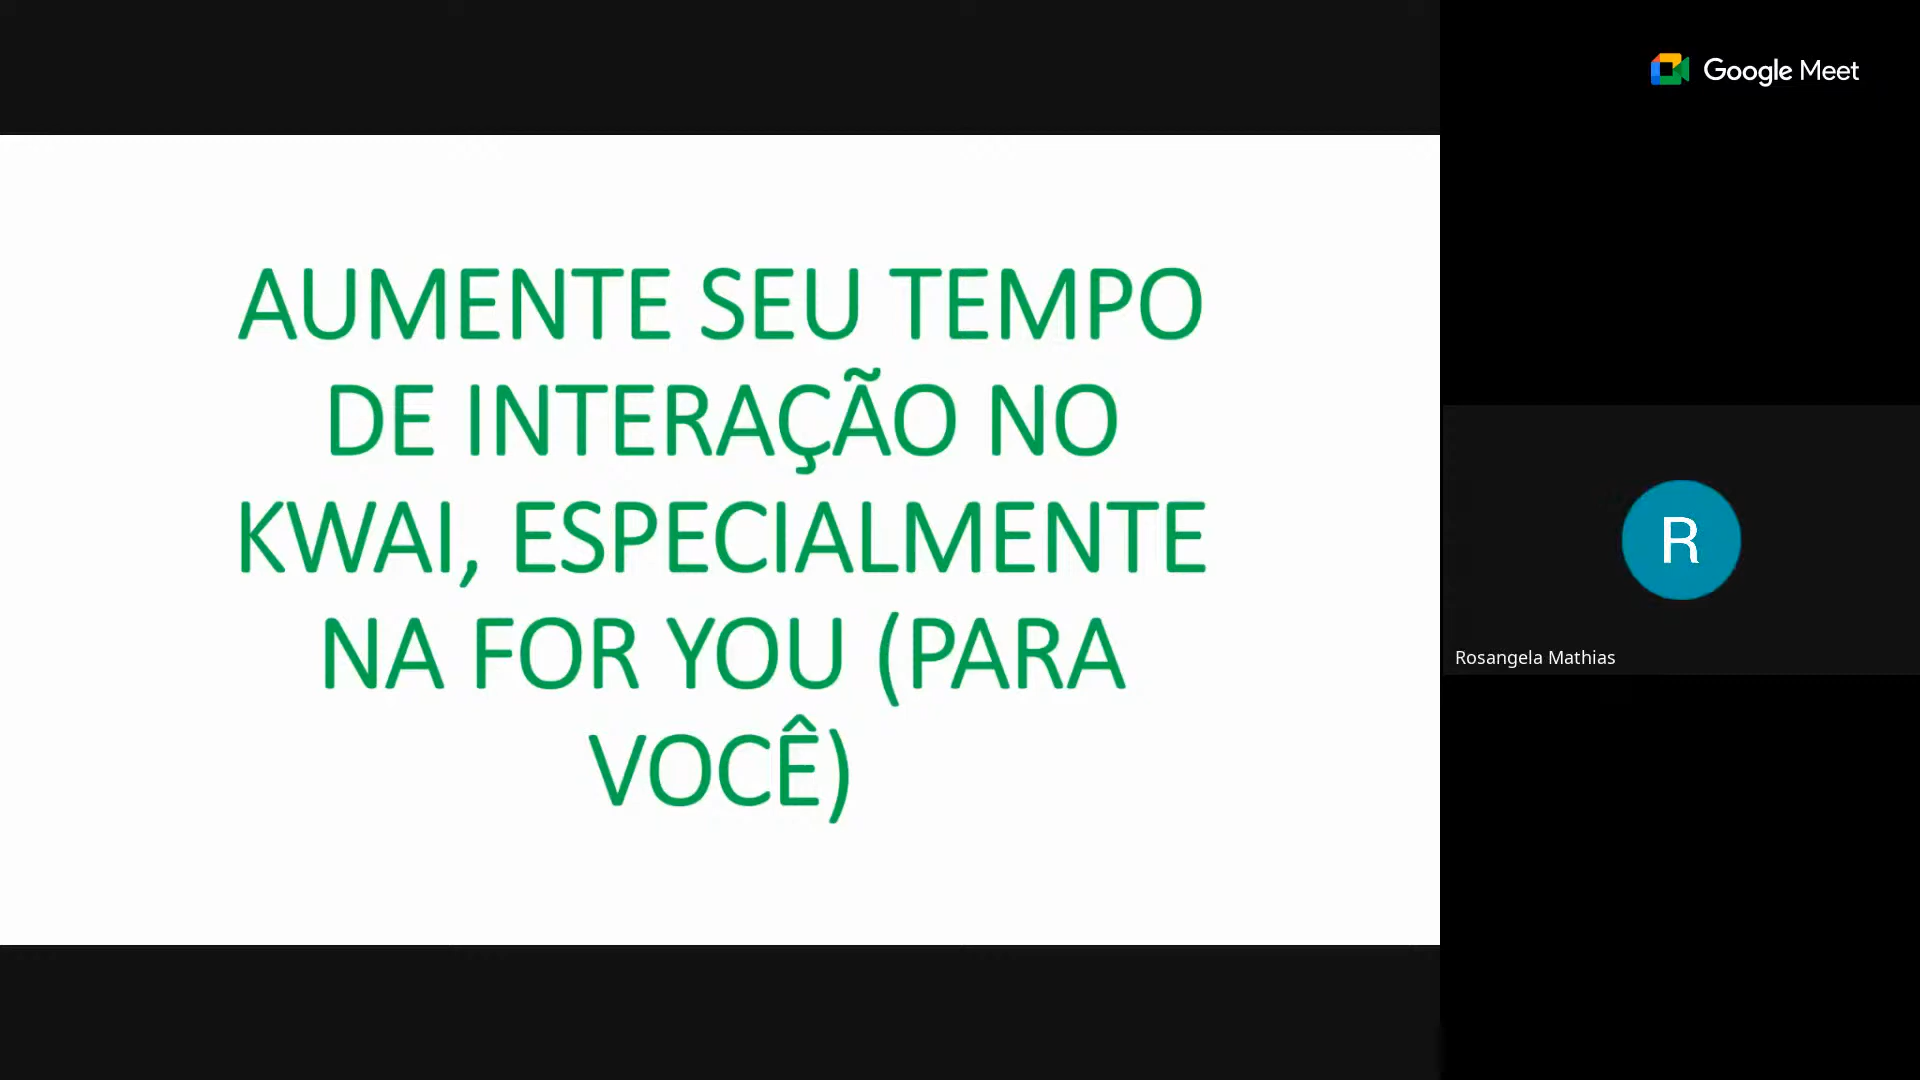 Google Meet
AUMENTE SEU TEMPO
DE INTERAÇÃO NO
KWAI, ESPECIALMENTE
NA FOR YOU (PARA
VOCÊ)
R
Rosangela Mathias